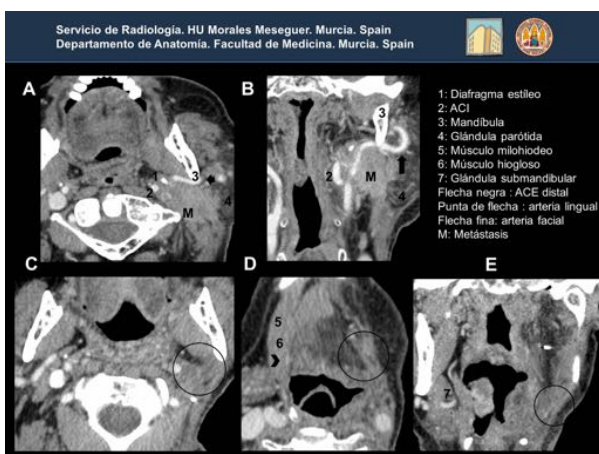 Servicio de Radiología. HU Morales Meseguer. Murcia. Spain
Departamento de Anatomía. Facultad de Medicina. Murcia. Spain
A
B
1: Diafragma estíleo
2: ACI
3: Mandíbula
4: Glándula parótida
5: Músculo milohiodeo
6: Músculo hiogloso
7: Glándula submandibular
Flecha negra : ACE distal
Punta de flecha : arteria lingual
Flecha fina: arteria facial
M: Metástasis
1
2
3
4
M
3
2
M
4
C
D
E
5
6
7